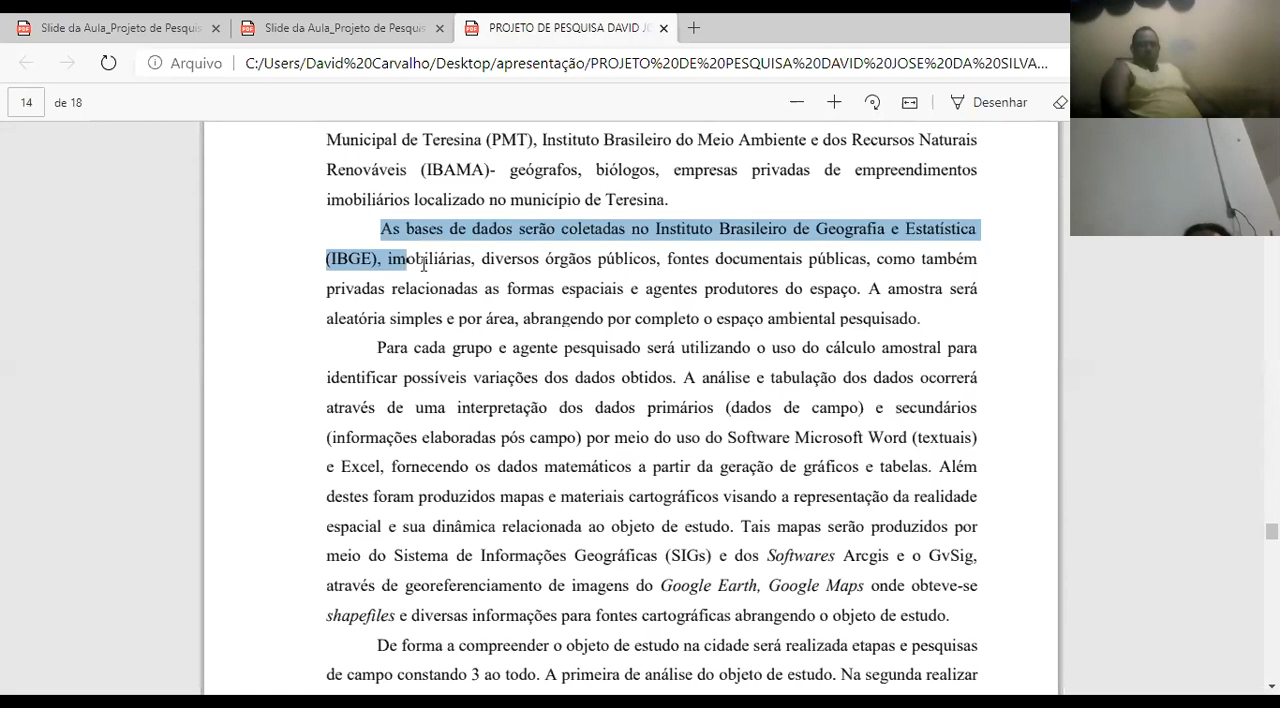 Slide da Aula_Projeto de Pesquis
Slide da Aula_Projeto de Pesquis
PROJETO DE PESQUISA DAVID JO
Arquivo
C:/Users/David%20Carvalho/Desktop/apresentação/PROJETO%20DE%20PESQUISA%20DAVID%20JOSE%20DA%20SILVA...
14 de 18
Desenhar
Municipal de Teresina (PMT), Instituto Brasileiro do Meio Ambiente e dos Recursos Naturais
Renováveis (IBAMA)- geógrafos, biólogos, empresas privadas de empreendimentos
imobiliários localizado no município de Teresina.
As bases de dados serão coletadas no Instituto Brasileiro de Geografia e Estatística
(IBGE), imobiliárias, diversos órgãos públicos, fontes documentais públicas, como também
privadas relacionadas as formas espaciais e agentes produtores do espaço. A amostra será
aleatória simples e por área, abrangendo por completo o espaço ambiental pesquisado.
Para cada grupo e agente pesquisado será utilizando o uso do cálculo amostral para
identificar possíveis variações dos dados obtidos. A análise e tabulação dos dados ocorrerá
através de uma interpretação dos dados primários (dados de campo) e secundários
(informações elaboradas pós campo) por meio do uso do Software Microsoft Word (textuais)
e Excel, fornecendo os dados matemáticos a partir da geração de gráficos e tabelas. Além
destes foram produzidos mapas e materiais cartográficos visando a representação da realidade
espacial e sua dinâmica relacionada ao objeto de estudo. Tais mapas serão produzidos por
meio do Sistema de Informações Geográficas (SIGs) e dos Softwares Arcgis e o GvSig,
através de georeferenciamento de imagens do Google Earth, Google Maps onde obteve-se
shapefiles e diversas informações para fontes cartográficas abrangendo o objeto de estudo.
De forma a compreender o objeto de estudo na cidade será realizada etapas e pesquisas
de campo constando 3 ao todo. A primeira de análise do objeto de estudo. Na segunda realizar